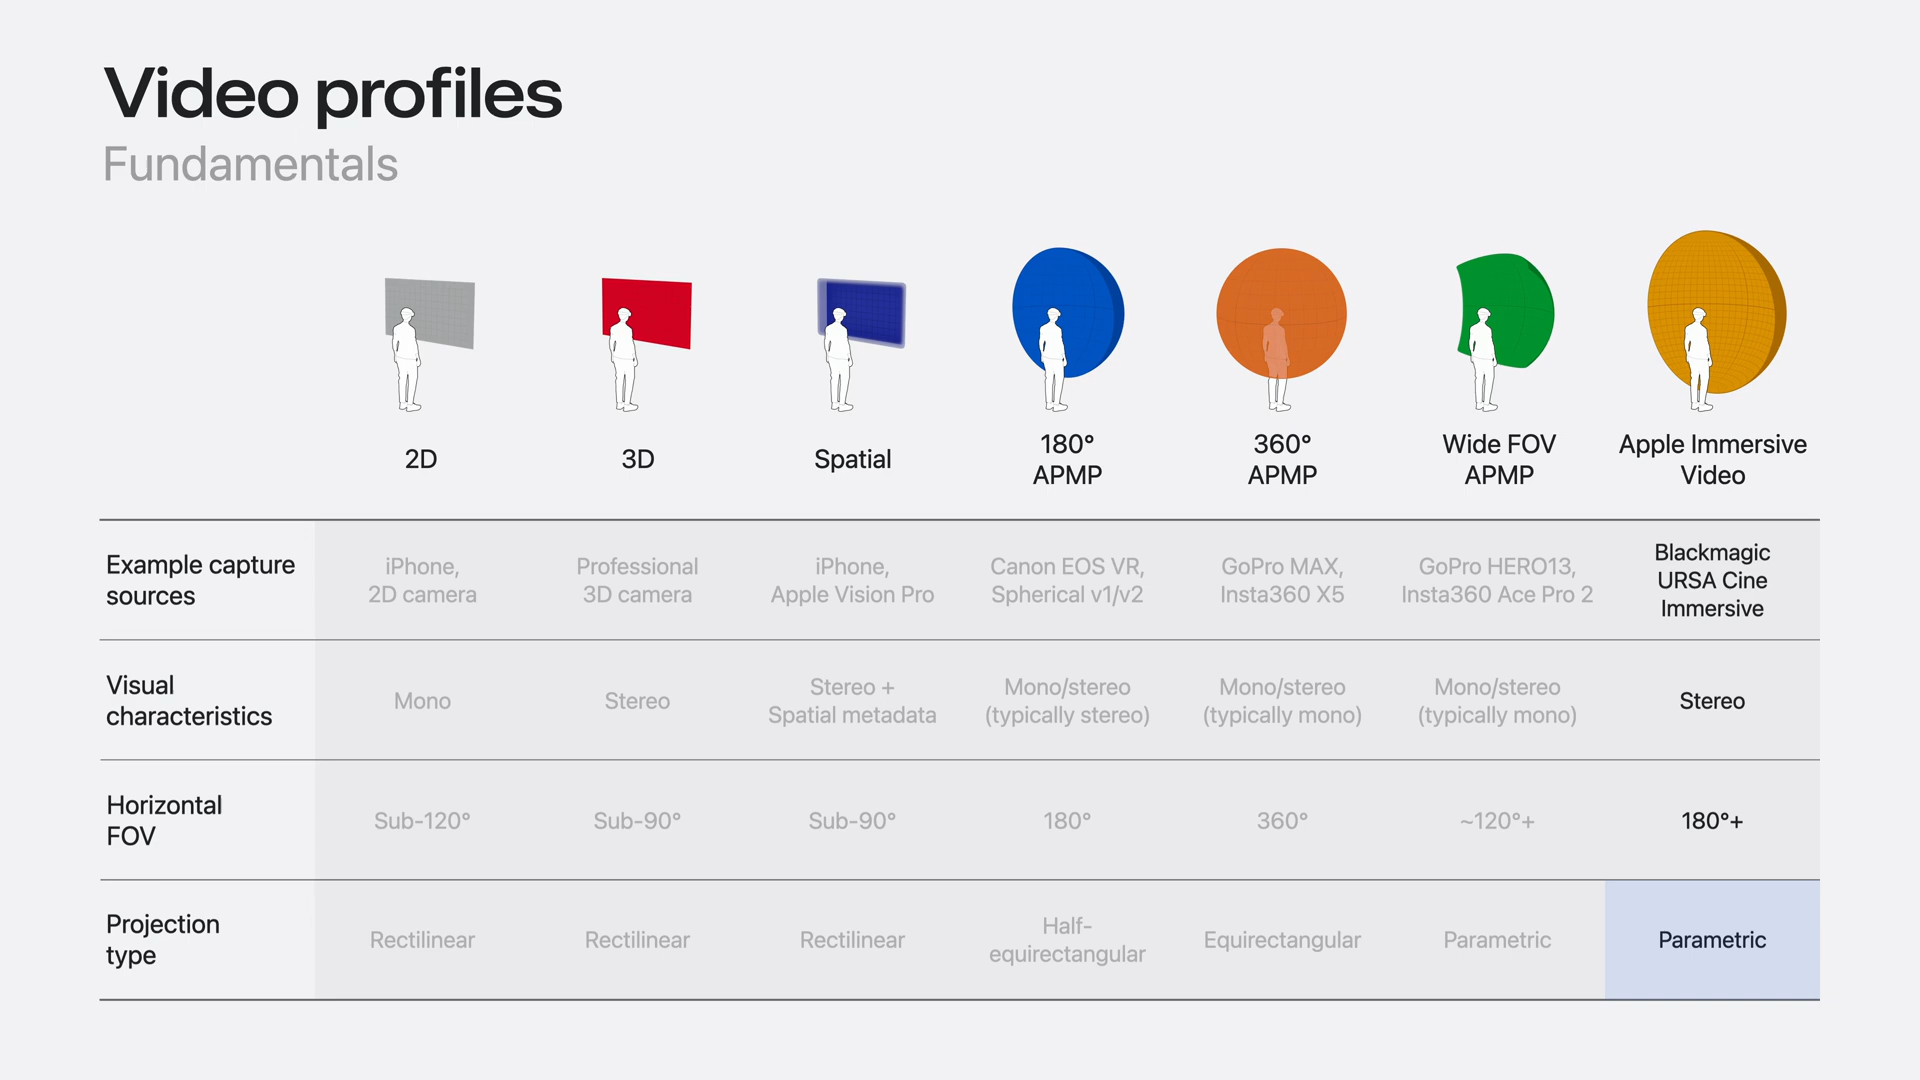 Video profiles
Fundamentals
2D
3D
Spatial
180°
APMP
360°
APMP
Wide FOV
APMP
Apple Immersive
Video
Example capture
sources
iPhone,
2D camera
Professional
3D camera
iPhone,
Apple Vision Pro
Canon EOS VR,
Spherical v1/v2
GoPro MAX,
Insta360 X5
GoPro HERO13,
Insta360 Ace Pro 2
Blackmagic
URSA Cine
Immersive
Visual
characteristics
Mono
Stereo
Stereo +
Spatial metadata
Mono/stereo
(typically stereo)
Mono/stereo
(typically mono)
Mono/stereo
(typically mono)
Stereo
Horizontal
FOV
Sub-120°
Sub-90°
Sub-90°
180°
360°
~120°+
180°+
Projection
type
Rectilinear
Rectilinear
Rectilinear
Half-
equirectangular
Equirectangular
Parametric
Parametric